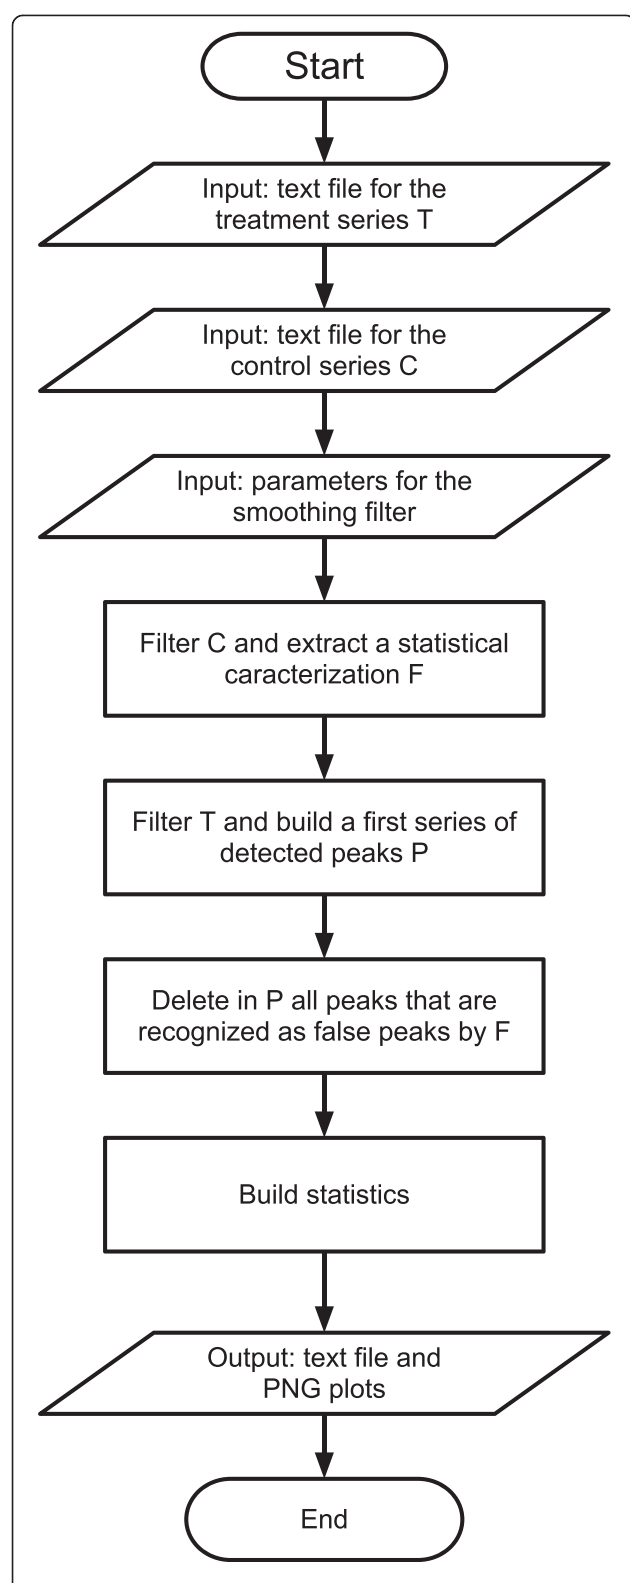 Start
Input: text file for the
treatment series T
Input: text file for the
control series C
Input: parameters for the
smoothing filter
Filter C and extract a statistical
caracterization F
Filter T and build a first series of
detected peaks P
Delete in P all peaks that are
recognized as false peaks by F
Build statistics
Output: text file and
PNG plots
End